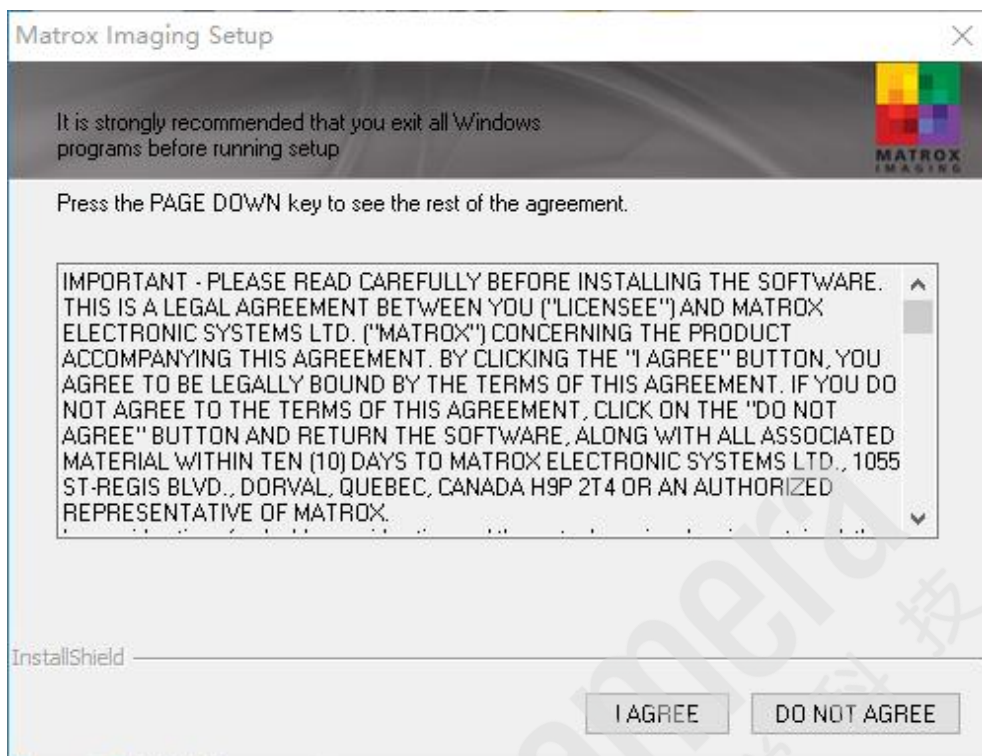 Matrox Imaging Setup
It is strongly recommended that you exit all Windows
programs before running setup
MATROX
IMAGING
Press the PAGE DOWN key to see the rest of the agreement.
IMPORTANT - PLEASE READ CAREFULLY BEFORE INSTALLING THE SOFTWARE.
THIS IS A LEGAL AGREEMENT BETWEEN YOU ("LICENSEE") AND MATROX
ELECTRONIC SYSTEMS LTD. ("MATROX") CONCERNING THE PRODUCT
ACCOMPANYING THIS AGREEMENT. BY CLICKING THE "I AGREE" BUTTON, YOU
AGREE TO BE LEGALLY BOUND BY THE TERMS OF THIS AGREEMENT. IF YOU DO
NOT AGREE TO THE TERMS OF THIS AGREEMENT, CLICK ON THE "DO NOT
AGREE" BUTTON AND RETURN THE SOFTWARE, ALONG WITH ALL ASSOCIATED
MATERIAL WITHIN TEN (10) DAYS TO MATROX ELECTRONIC SYSTEMS LTD., 1055
ST-REGIS BLVD., DORVAL, QUEBEC, CANADA H9P 2T4 OR AN AUTHORIZED
REPRESENTATIVE OF MATROX.
InstallShield
I AGREE
DO NOT AGREE
科技